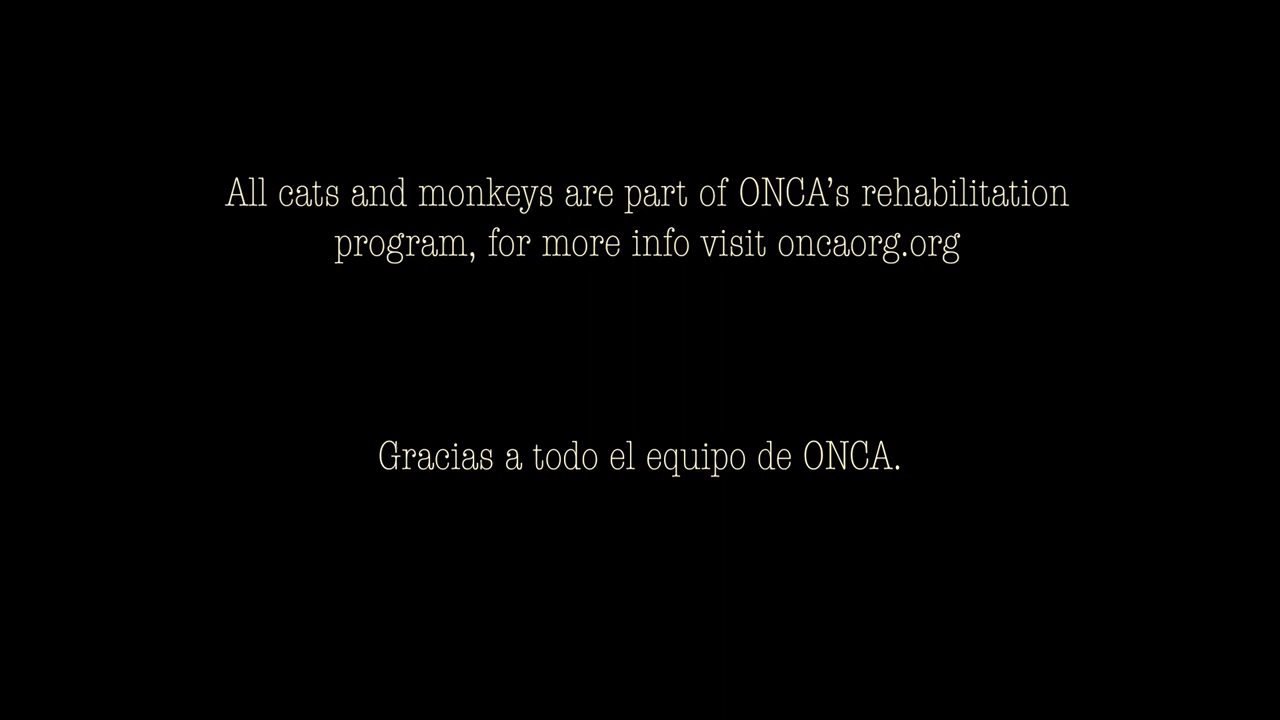 All cats and monkeys are part of ONCA’s rehabilitation
program, for more info visit oncaorg.org
Gracias a todo el equipo de ONCA.